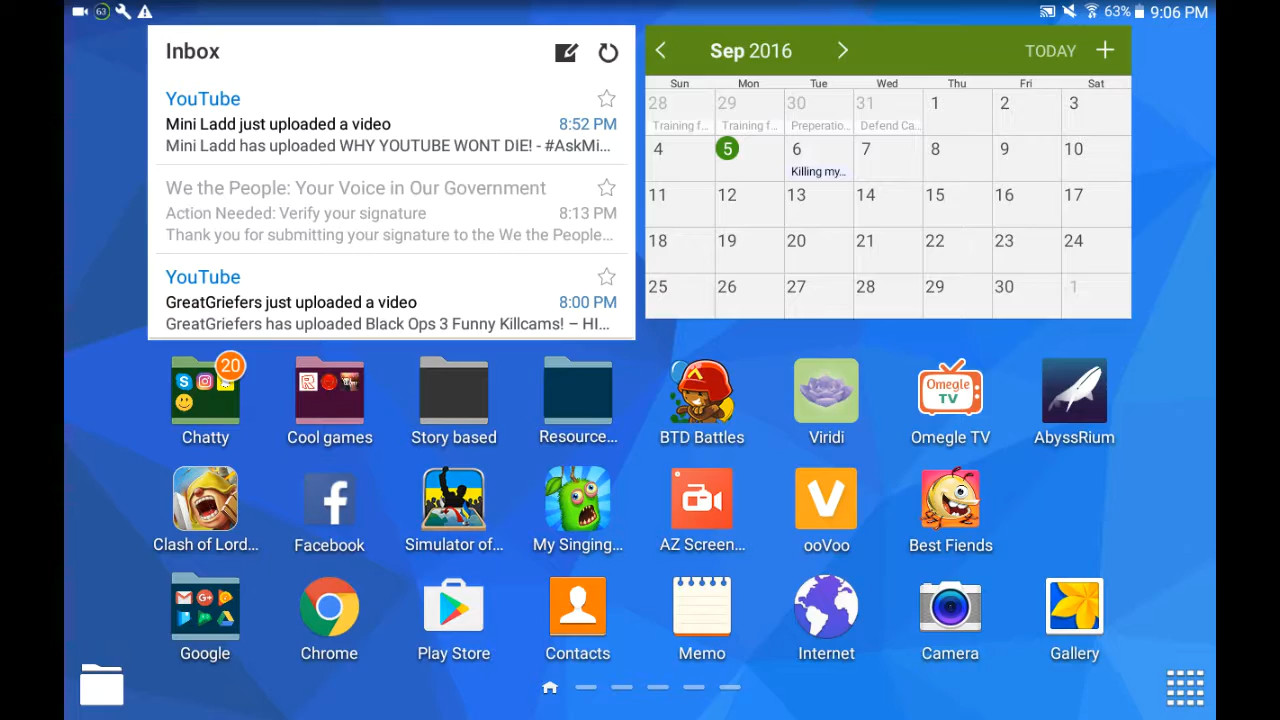 63
63% 9:06 PM
Inbox
YouTube
Mini Ladd just uploaded a video 8:52 PM
Mini Ladd has uploaded WHY YOUTUBE WONT DIE! - #AskMi...
We the People: Your Voice in Our Government
Action Needed: Verify your signature 8:13 PM
Thank you for submitting your signature to the We the People...
YouTube
GreatGriefers just uploaded a video 8:00 PM
GreatGriefers has uploaded Black Ops 3 Funny Killcams! – HI...
Sep 2016 TODAY
Sun Mon Tue Wed Thu Fri Sat
28 29 30 31 1 2 3
Training f... Training f... Preperatio... Defend Ca...
4 5 6 7 8 9 10
Killing my...
11 12 13 14 15 16 17
18 19 20 21 22 23 24
25 26 27 28 29 30 1
20
Omegle
TV
Chatty Cool games Story based Resource... BTD Battles Viridi Omegle TV AbyssRium
Clash of Lord... Facebook Simulator of... My Singing... AZ Screen... ooVoo Best Fiends
Google Chrome Play Store Contacts Memo Internet Camera Gallery